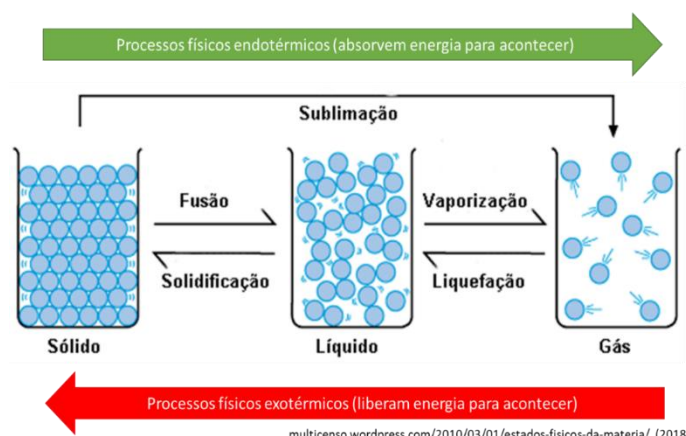 Processos físicos endotérmicos (absorvem energia para acontecer)
Sublimação
Fusão
Vaporização
Solidificação
Liquefação
Sólido
Líquido
Gás
Processos físicos exotérmicos (liberam energia para acontecer)
multicenso.wordpress.com/2010/03/01/estados-fisicos-da-materia/ (2018